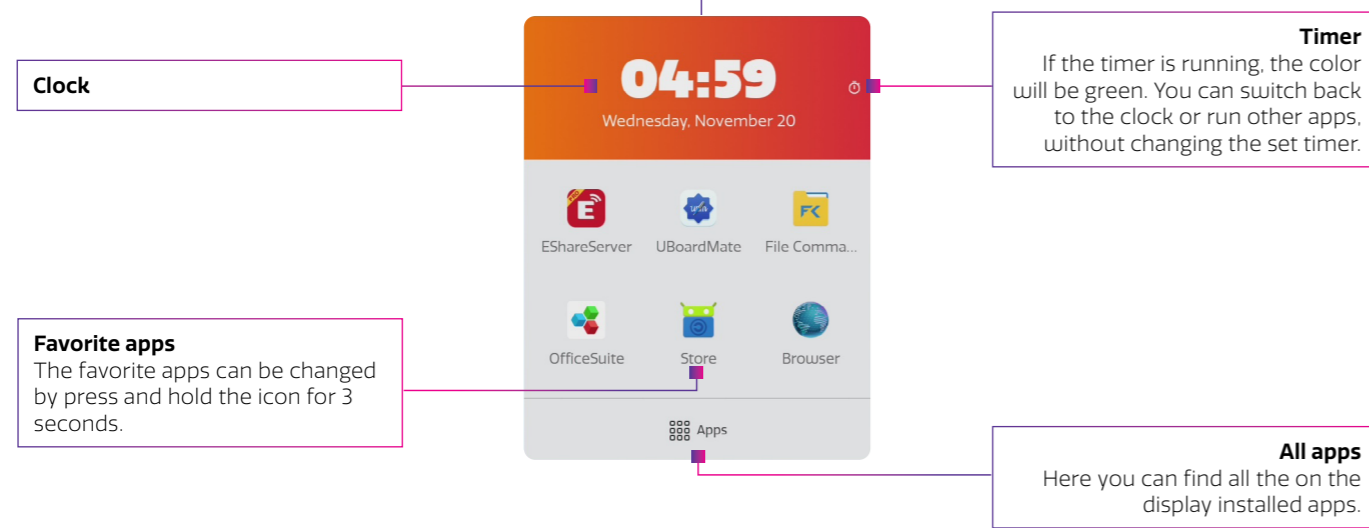 Clock
04:59
Wednesday, November 20
Timer
If the timer is running, the color
will be green. You can switch back
to the clock or run other apps,
without changing the set timer.
EShareServer
UBoardMate
File Comma...
Favorite apps
The favorite apps can be changed
by press and hold the icon for 3
seconds.
OfficeSuite
Store
Browser
Apps
All apps
Here you can find all the on the
display installed apps.